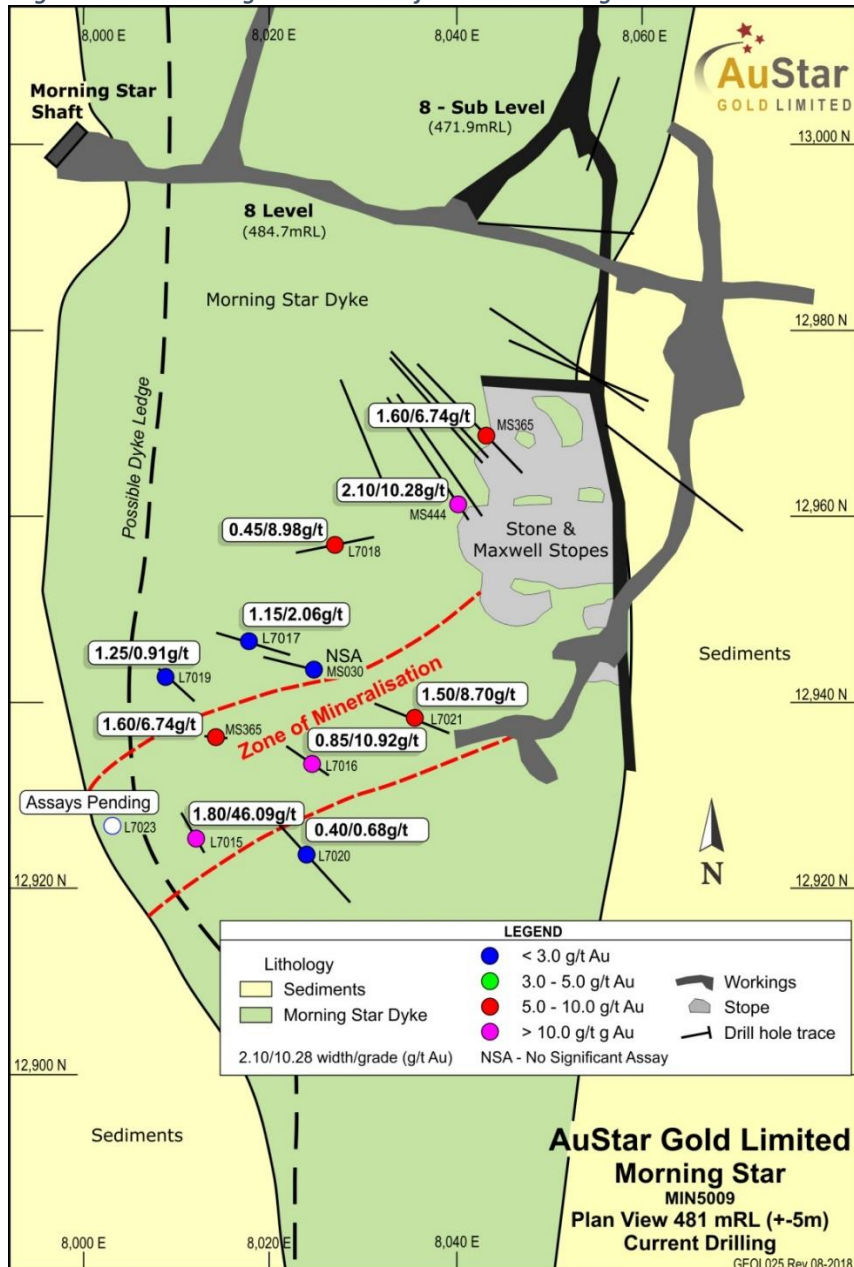 8,000 E
8,020 E
8,040 E
8,060 E
AuStar
GOLD LIMITED
Morning Star
Shaft
8 - Sub Level
(471.9mRL)
13,000 N
8 Level
(484.7mRL)
Morning Star Dyke
12,980 N
Possible Dyke Ledge
1.60/6.74g/t
MS365
2.10/10.28g/t
MS444
12,960 N
0.45/8.98g/t
L7018
Stone &
Maxwell Stopes
1.15/2.06g/t
L7017
NSA
MS030
1.25/0.91g/t
L7019
Sediments
Zone of Mineralisation
1.50/8.70g/t
L7021
12,940 N
1.60/6.74g/t
MS365
0.85/10.92g/t
L7016
Assays Pending
L7023
1.80/46.09g/t
L7015
0.40/0.68g/t
L7020
12,920 N
12,920 N
LEGEND
Lithology
Sediments
Morning Star Dyke
2.10/10.28 width/grade (g/t Au)
< 3.0 g/t Au
3.0 - 5.0 g/t Au
5.0 - 10.0 g/t Au
> 10.0 g/t g Au
NSA - No Significant Assay
Workings
Stope
Drill hole trace
12,900 N
12,900 N
Sediments
AuStar Gold Limited
Morning Star
MIN5009
Plan View 481 mRL (+-5m)
Current Drilling
GEOL025 Rev 08-2018
8,000 E
8,020 E
8,040 E